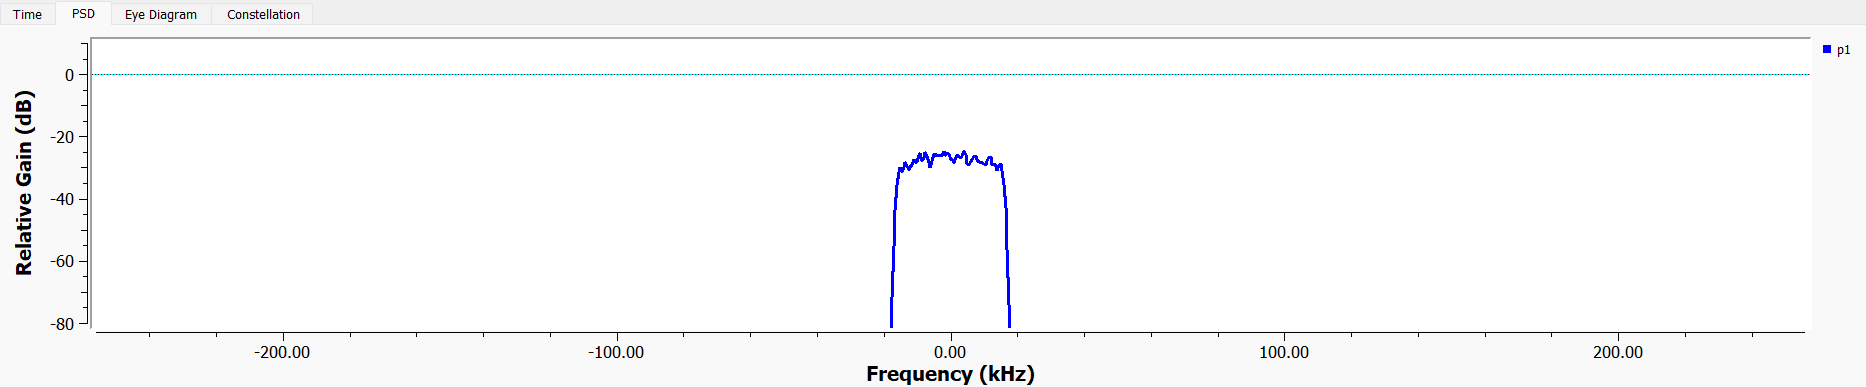 Time PSD Eye Diagram Constellation
p1
Relative Gain (dB)
0
-20
-40
-60
-80
-200.00 -100.00 0.00 100.00 200.00
Frequency (kHz)